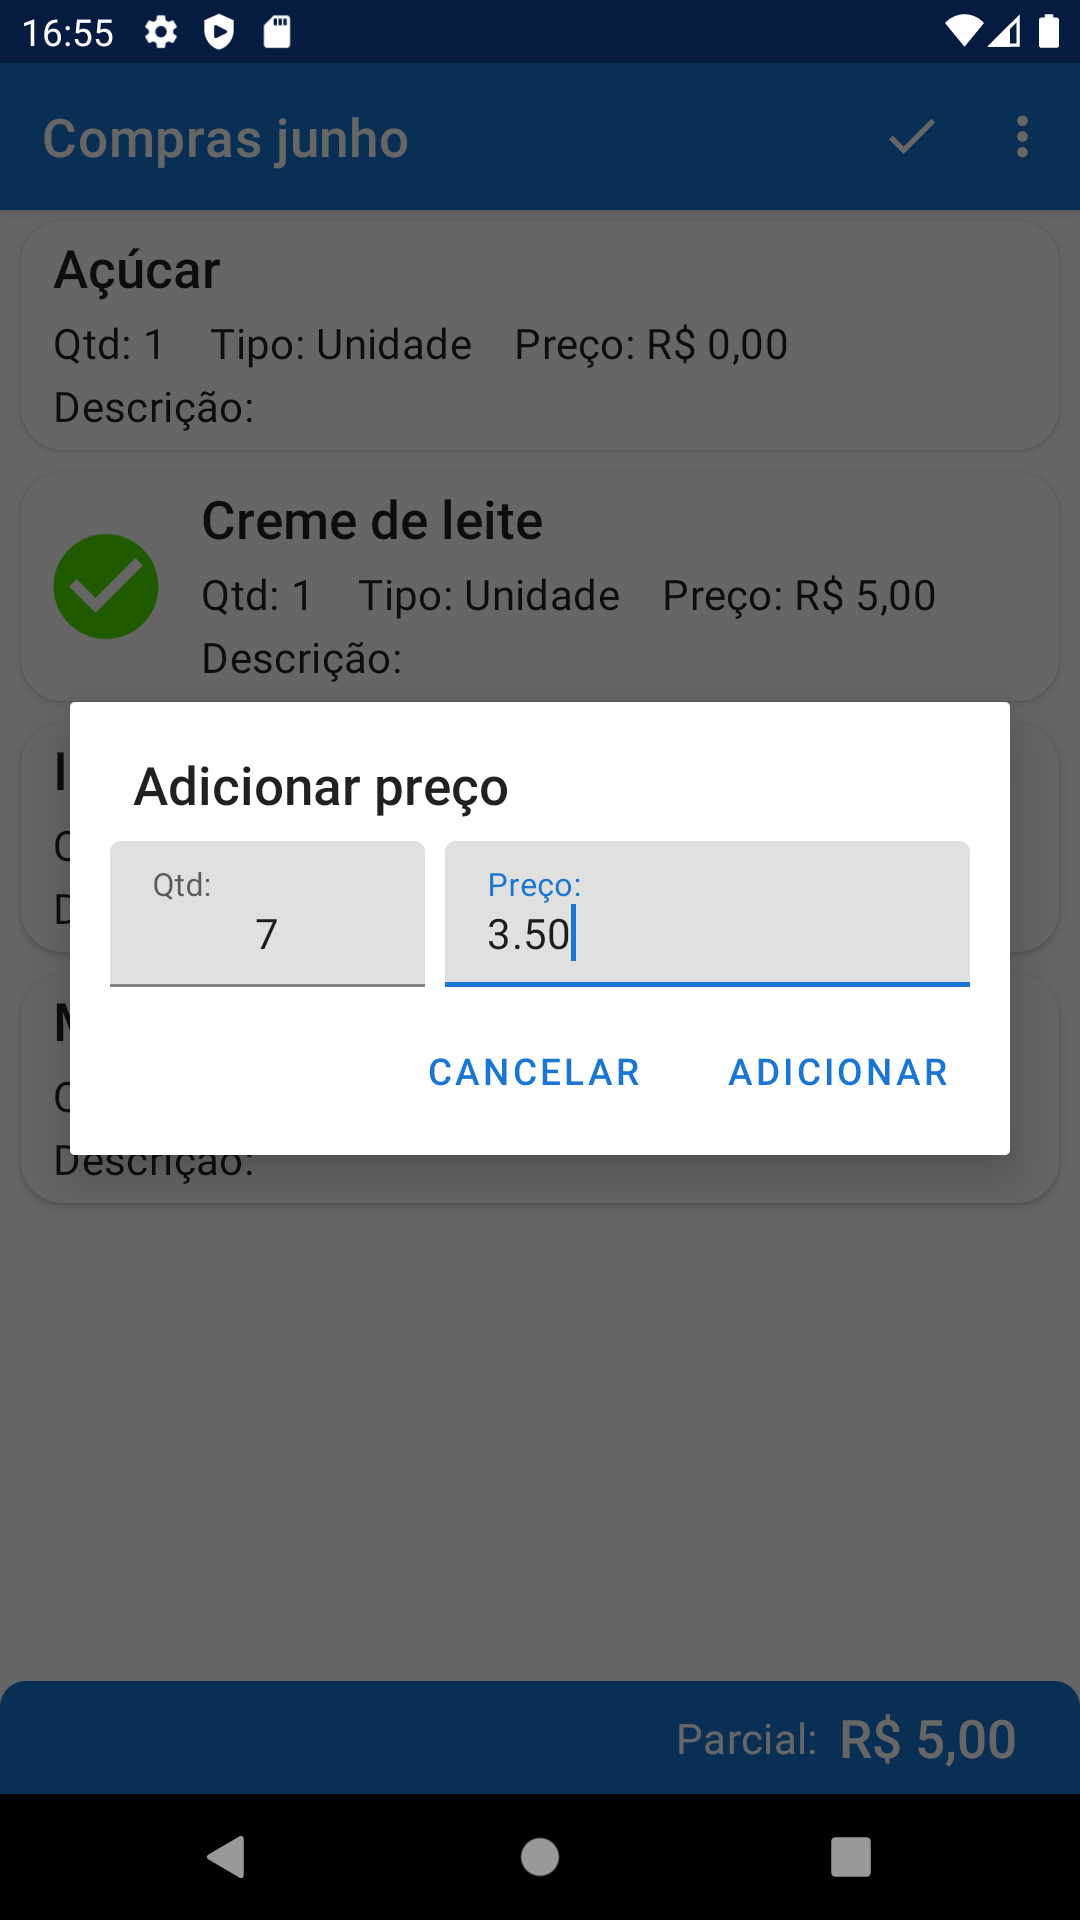 16:55
Compras junho
Açúcar
Qtd: 1 Tipo: Unidade Preço: R$ 0,00
Descrição:
Creme de leite
Qtd: 1 Tipo: Unidade Preço: R$ 5,00
Descrição:
Adicionar preço
Qtd:
7
Preço:
3.50
CANCELAR
ADICIONAR
Descrição:
Parcial: R$ 5,00